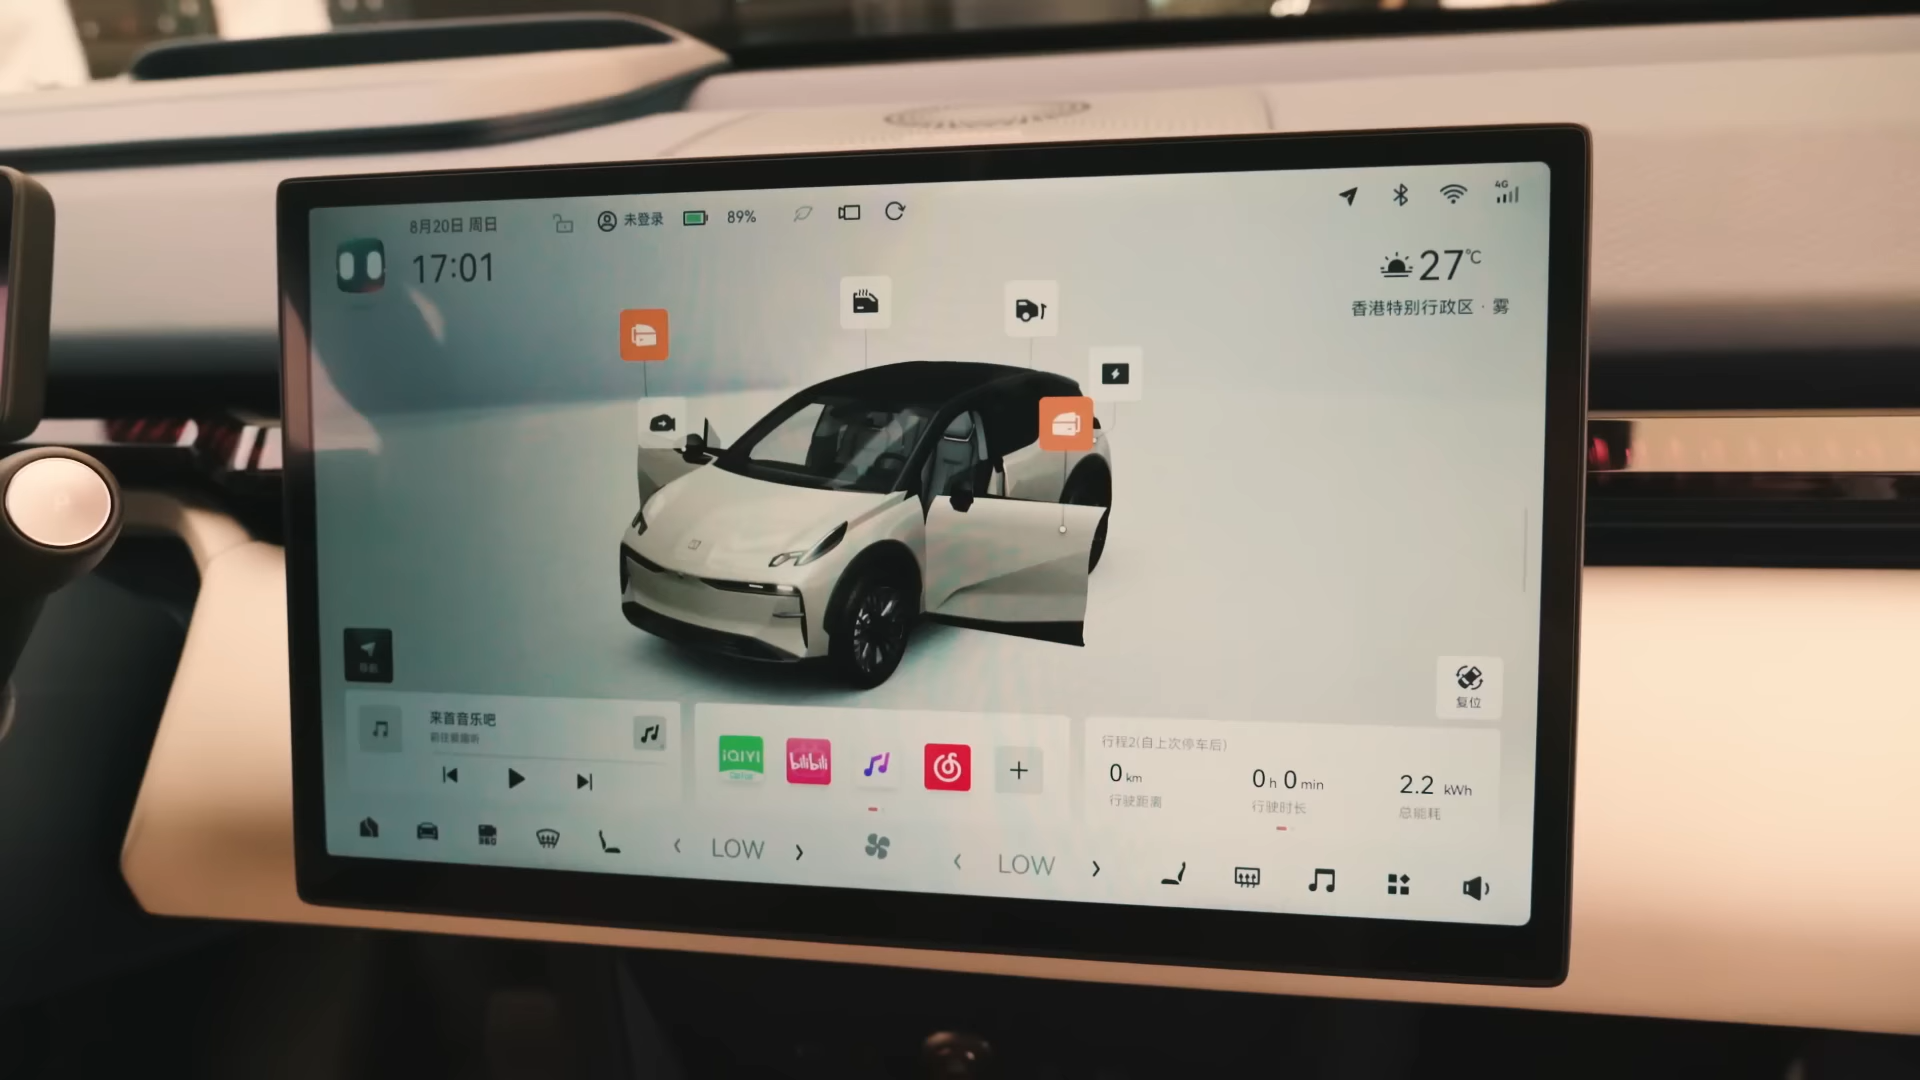 8月20日 周日
17:01
未登录
89%
4G
27℃
香港特别行政区 · 雾
复位
来首音乐吧
iQIYI
bilibili
行程2(自上次停车后)
0 km
行驶距离
0 h 0 min
行驶时长
2.2 kWh
总能耗
360
LOW
LOW